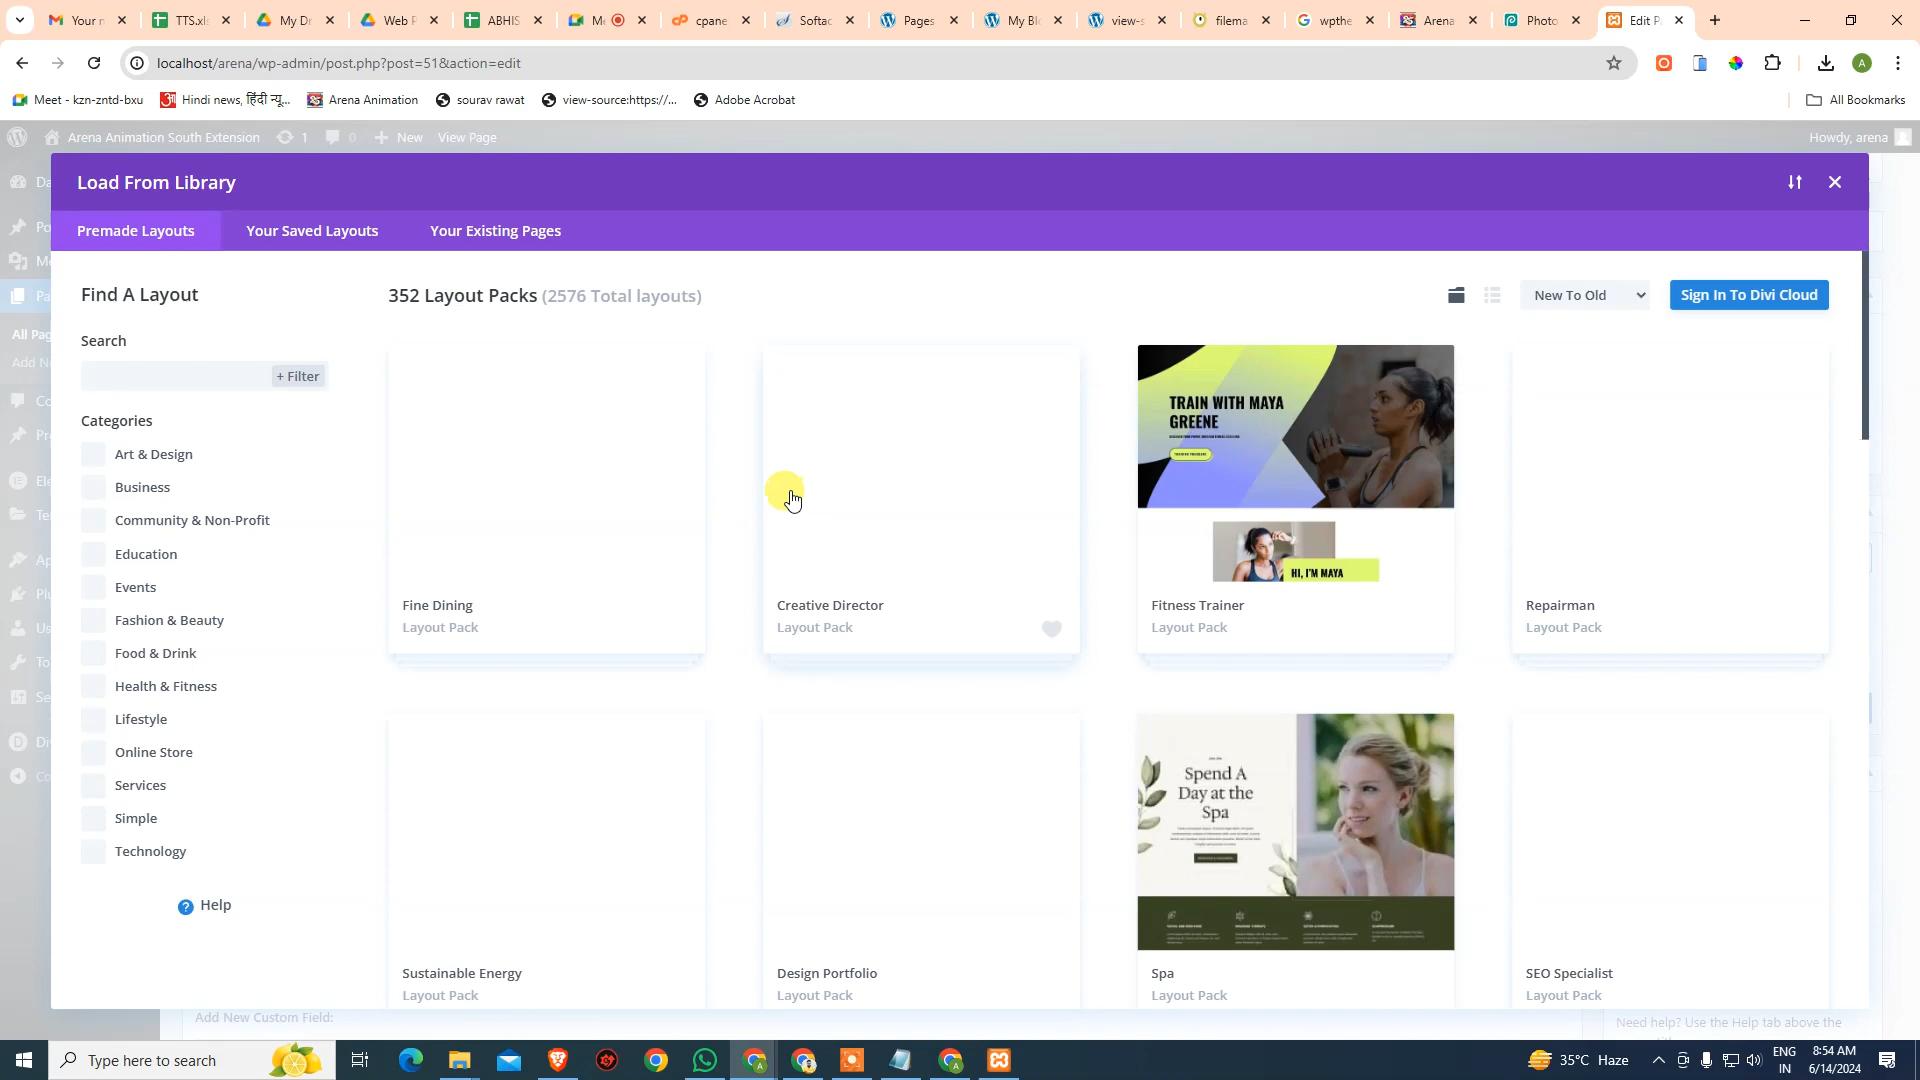 Your n
TTS.xls
My Dr
Web F
ABHIS
Me
cpane
Softac
Pages
My Blo
view-s
filema
wpthe
Arena
Photo
Edit P
localhost/arena/wp-admin/post.php?post=51&action=edit
Meet - kzn-zntd-bxu
Hindi news, हिंदी न्यू...
Arena Animation
sourav rawat
view-source:https://...
Adobe Acrobat
All Bookmarks
Arena Animation South Extension
1
0
New
View Page
Howdy, arena
Load From Library
Premade Layouts
Your Saved Layouts
Your Existing Pages
Find A Layout
352 Layout Packs (2576 Total layouts)
New To Old
Sign In To Divi Cloud
Search
+ Filter
Categories
Art & Design
Business
Community & Non-Profit
Education
Events
Fashion & Beauty
Food & Drink
Health & Fitness
Lifestyle
Online Store
Services
Simple
Technology
Help
All Pag
Add Ne
TRAIN WITH MAYA
GREENE
HI, I'M MAYA
Fine Dining
Layout Pack
Creative Director
Layout Pack
Fitness Trainer
Layout Pack
Repairman
Layout Pack
Spend A
Day at the
Spa
Sustainable Energy
Layout Pack
Design Portfolio
Layout Pack
Spa
Layout Pack
SEO Specialist
Layout Pack
Add New Custom Field:
Need help? Use the Help tab above the
Type here to search
35°C Haze
ENG
IN
8:54 AM
6/14/2024